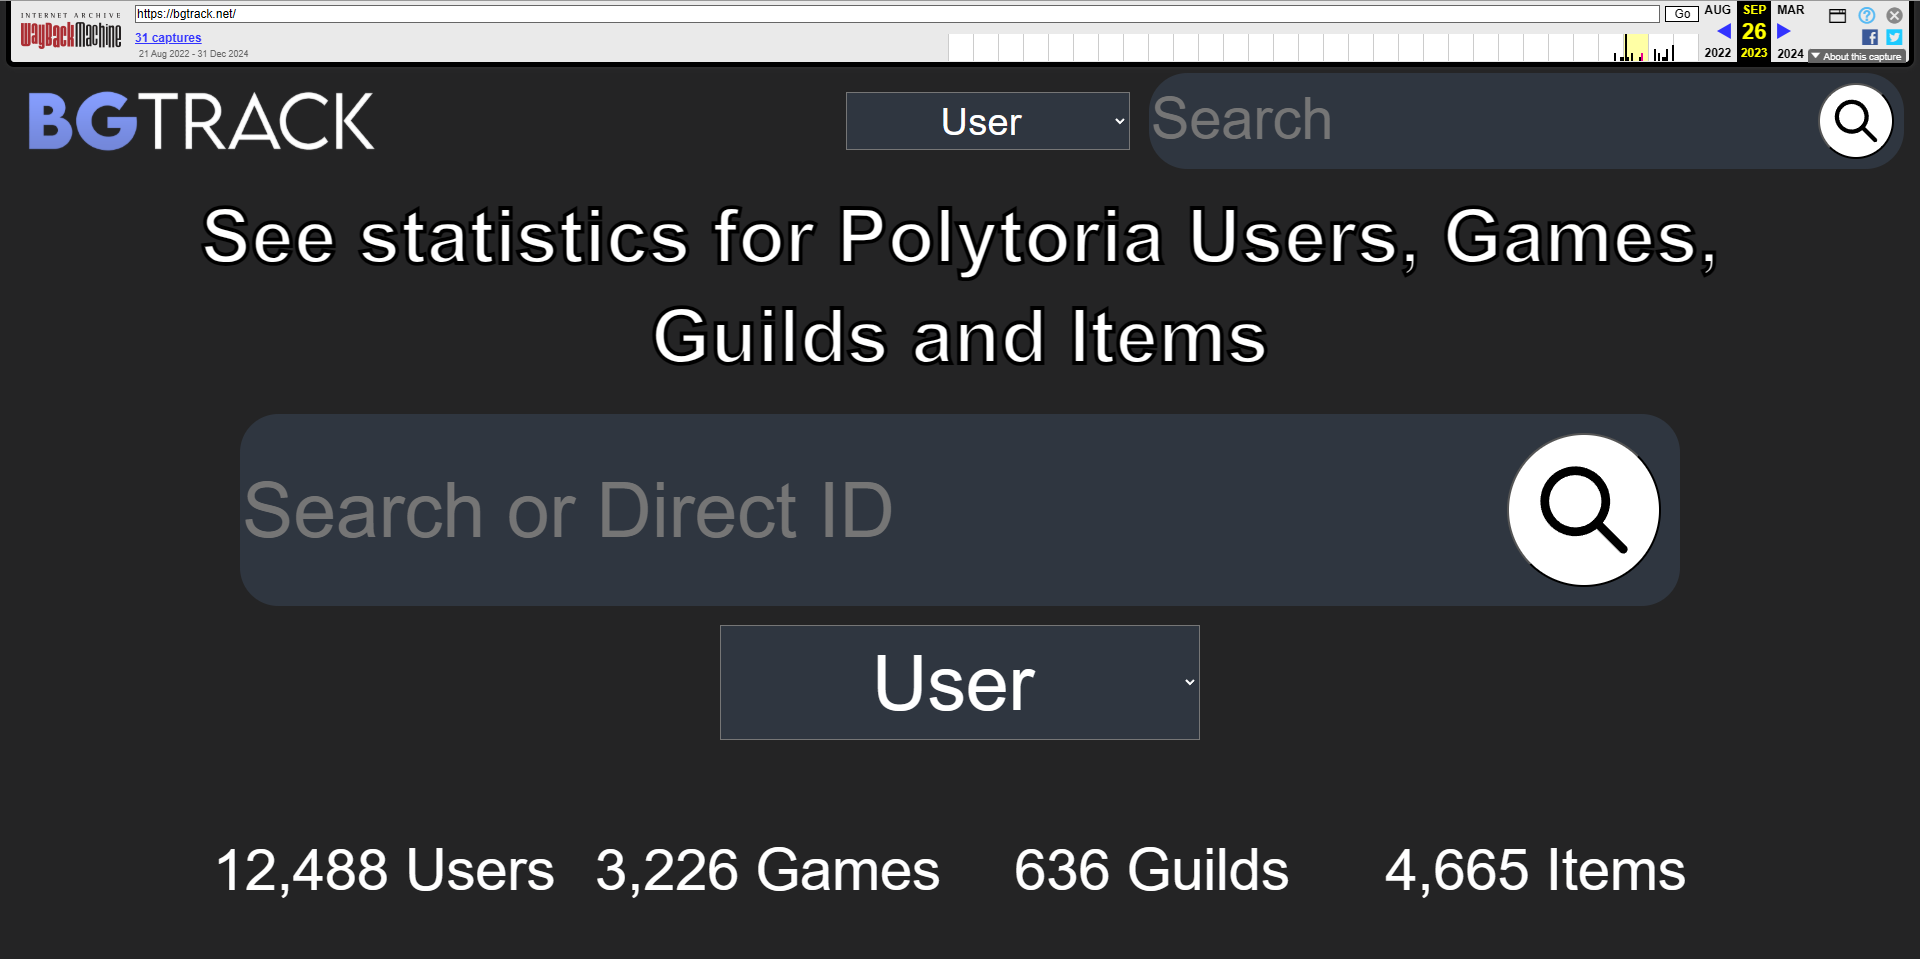 INTERNET ARCHIVE
WayBackMachine
https://bgtrack.net/
Go
31 captures
21 Aug 2022 - 31 Dec 2024
AUG SEP MAR
26
2022 2023 2024
About this capture
BGTRACK
User
Search
See statistics for Polytoria Users, Games,
Guilds and Items
Search or Direct ID
User
12,488 Users 3,226 Games 636 Guilds 4,665 Items